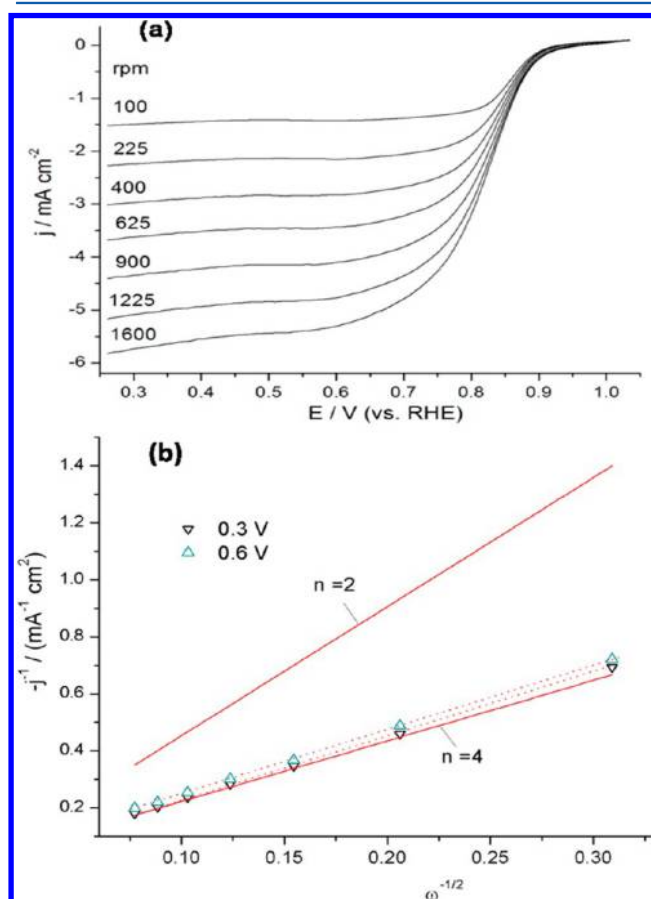 (a)
rpm
100
225
400
625
900
1225
1600
0
-1
-2
-3
-4
-5
-6
j / mA cm⁻²
0.3 0.4 0.5 0.6 0.7 0.8 0.9 1.0
E / V (vs. RHE)
(b)
0.3 V
0.6 V
n =2
n =4
1.4
1.2
1.0
0.8
0.6
0.4
0.2
-j⁻¹ / (mA⁻¹ cm²)
0.10 0.15 0.20 0.25 0.30
ω⁻¹/²